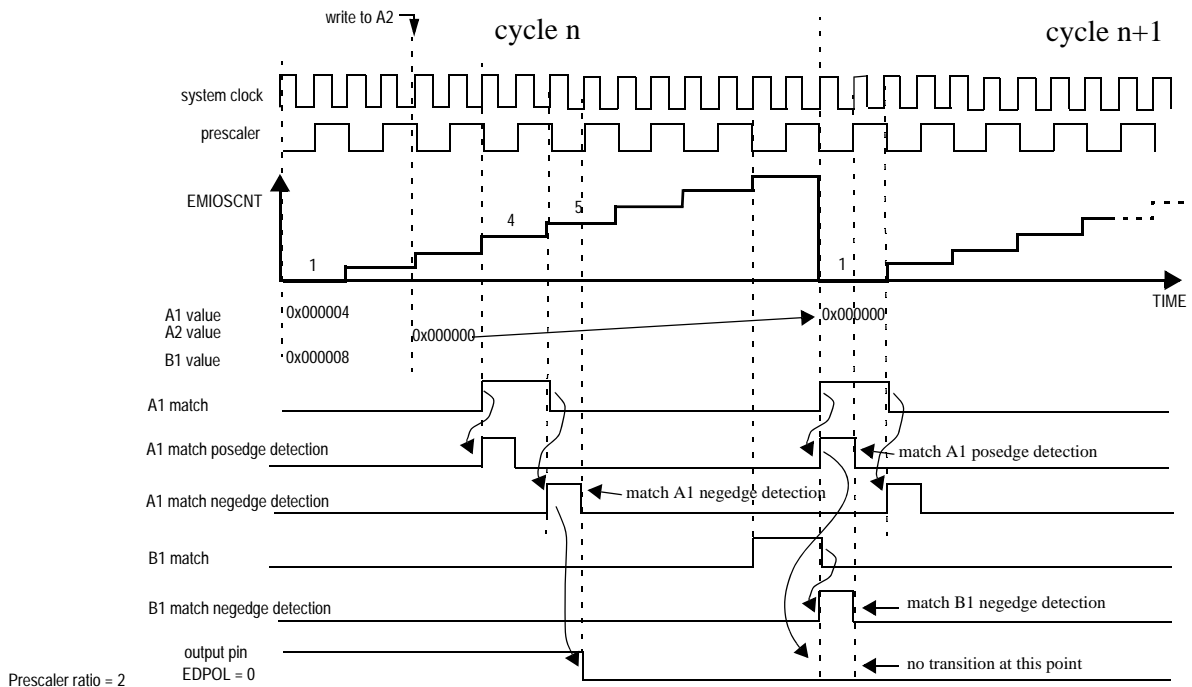 write to A2
cycle n
cycle n+1
system clock
prescaler
EMIOSCNT
4
5
1
1
TIME
A1 value
0x000004
0x000000
A2 value
0x000000
B1 value
0x000008
A1 match
A1 match posedge detection
match A1 posedge detection
A1 match negedge detection
match A1 negedge detection
B1 match
B1 match negedge detection
match B1 negedge detection
output pin
EDPOL = 0
no transition at this point
Prescaler ratio = 2